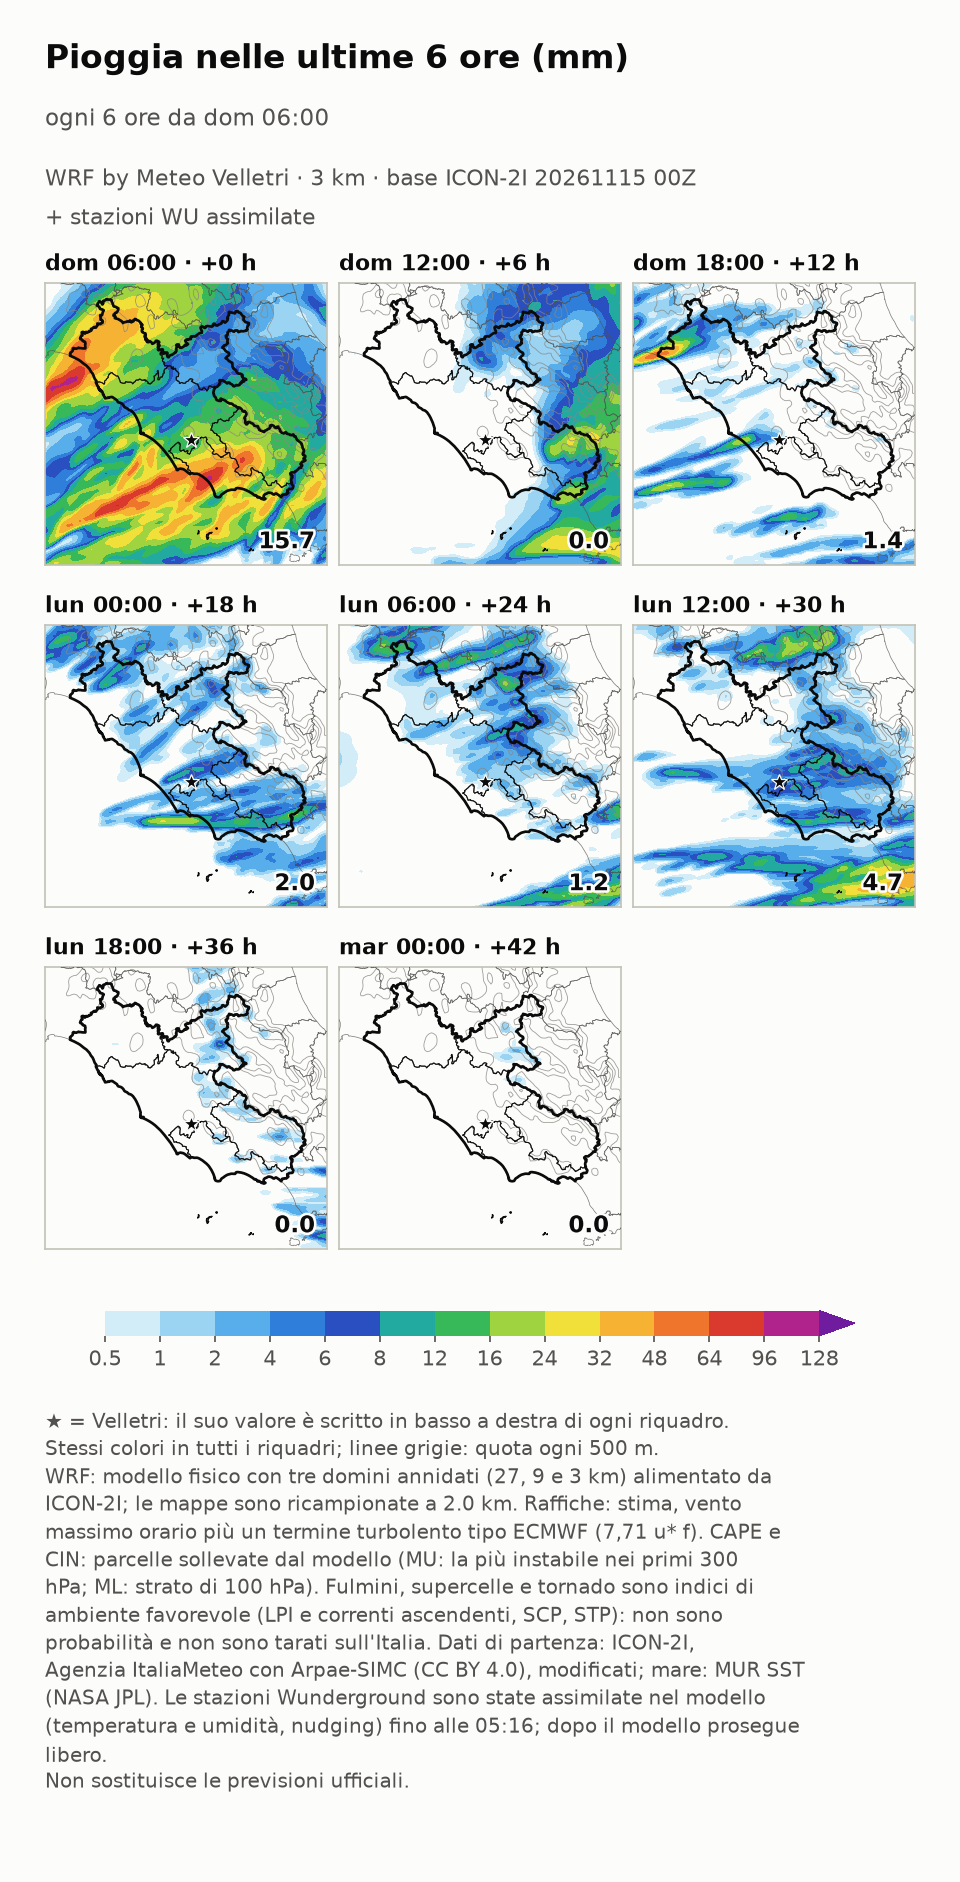 Pioggia nelle ultime 6 ore (mm)
ogni 6 ore da dom 06:00
WRF by Meteo Velletri · 3 km · base ICON-2I 20261115 00Z
+ stazioni WU assimilate
dom 06:00 · +0 h
dom 12:00 · +6 h
dom 18:00 · +12 h
15.7
0.0
1.4
lun 00:00 · +18 h
lun 06:00 · +24 h
lun 12:00 · +30 h
2.0
1.2
4.7
lun 18:00 · +36 h
mar 00:00 · +42 h
0.0
0.0
0.5 1 2 4 6 8 12 16 24 32 48 64 96 128
★ = Velletri: il suo valore è scritto in basso a destra di ogni riquadro.
Stessi colori in tutti i riquadri; linee grigie: quota ogni 500 m.
WRF: modello fisico con tre domini annidati (27, 9 e 3 km) alimentato da
ICON-2I; le mappe sono ricampionate a 2.0 km. Raffiche: stima, vento
massimo orario più un termine turbolento tipo ECMWF (7,71 u* f). CAPE e
CIN: parcelle sollevate dal modello (MU: la più instabile nei primi 300
hPa; ML: strato di 100 hPa). Fulmini, supercelle e tornado sono indici di
ambiente favorevole (LPI e correnti ascendenti, SCP, STP): non sono
probabilità e non sono tarati sull'Italia. Dati di partenza: ICON-2I,
Agenzia ItaliaMeteo con Arpae-SIMC (CC BY 4.0), modificati; mare: MUR SST
(NASA JPL). Le stazioni Wunderground sono state assimilate nel modello
(temperatura e umidità, nudging) fino alle 05:16; dopo il modello prosegue
libero.
Non sostituisce le previsioni ufficiali.